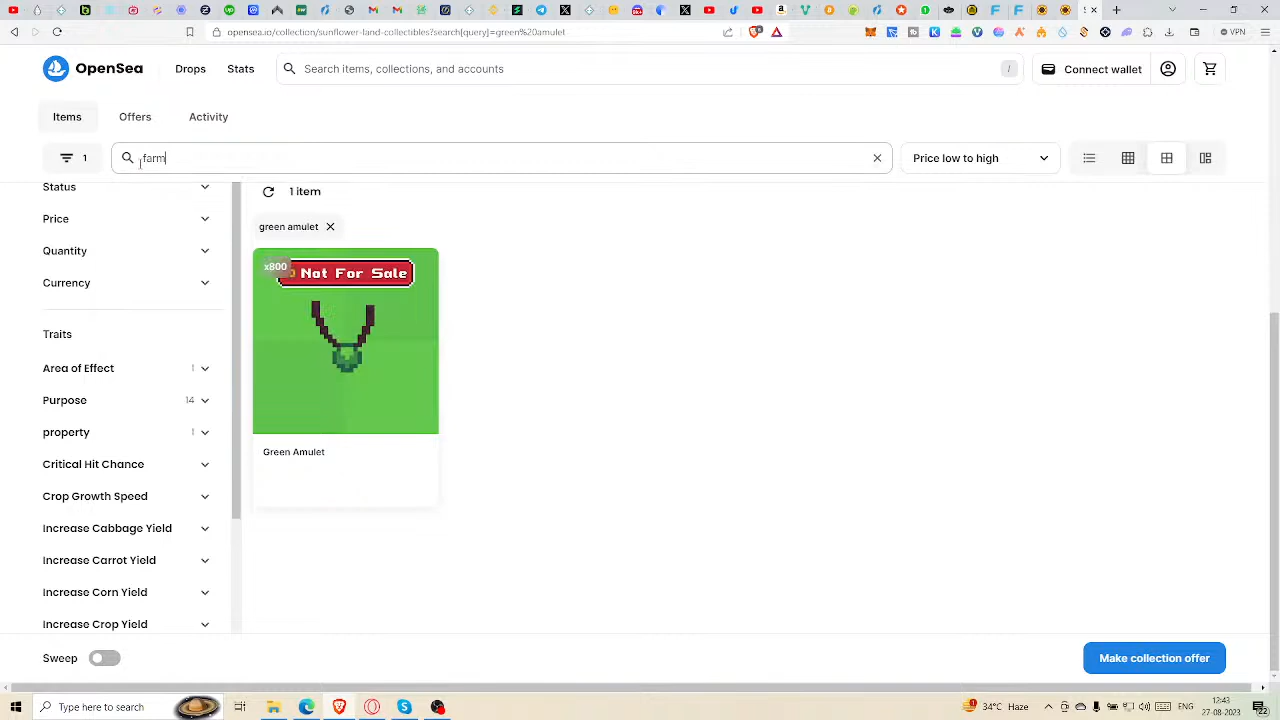 opensea.io/collection/sunflower-land-collectibles?search[query]=green%20amulet
VPN
OpenSea
Drops
Stats
Search items, collections, and accounts
/
Connect wallet
Items
Offers
Activity
1
farm
Price low to high
Status
Price
Quantity
Currency
Traits
Area of Effect 1
Purpose 14
property 1
Critical Hit Chance
Crop Growth Speed
Increase Cabbage Yield
Increase Carrot Yield
Increase Corn Yield
Increase Crop Yield
1 item
green amulet
x800
Not For Sale
Green Amulet
Sweep
Make collection offer
Type here to search
34°C Haze
ENG
12:43
27-08-2023